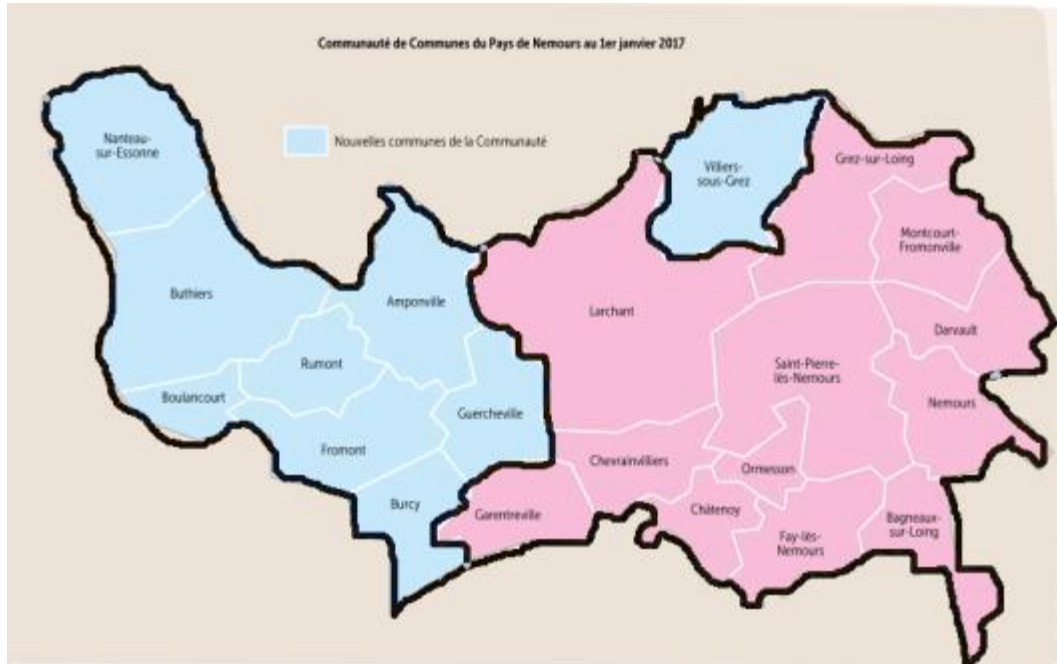 Communauté de Communes du Pays de Nemours au 1er janvier 2017
Nouvelles communes de la Communauté
Nanteau-
sur-Essonne
Villiers-
sous-Grez
Grez-sur-Loing
Montcourt-
Fromonville
Buthiers
Amponville
Larchant
Darvault
Rumont
Saint-Pierre-
lès-Nemours
Boulancourt
Guercheville
Nemours
Fromont
Chevrainvilliers
Ormesson
Burcy
Garentreville
Châtenoy
Fay-lès-
Nemours
Bagneaux-
sur-Loing